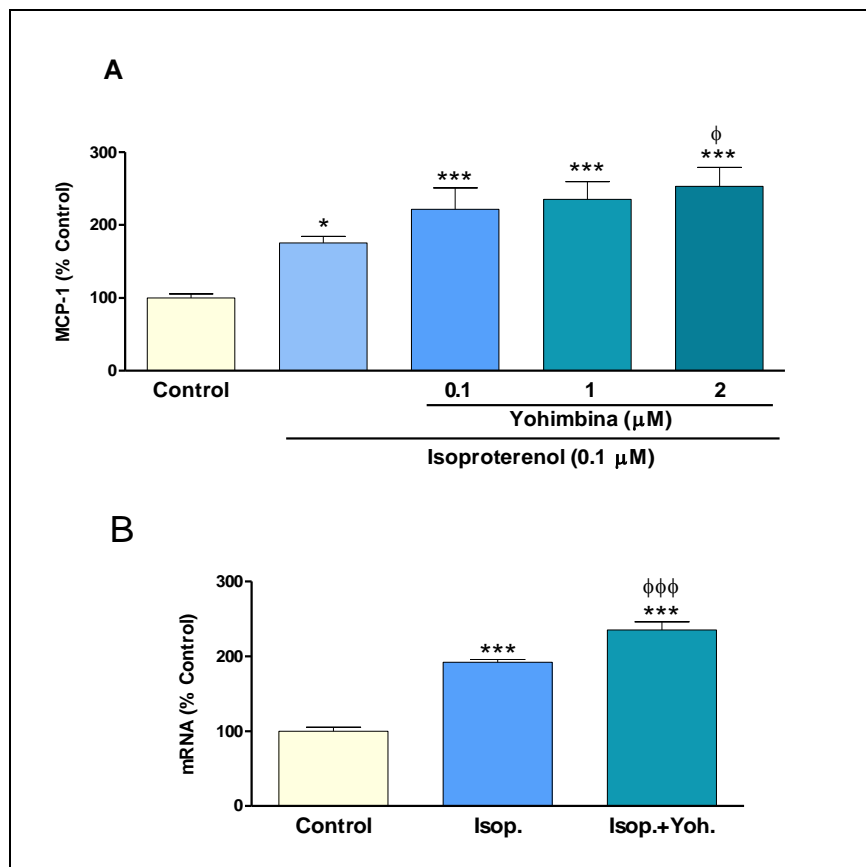 A
MCP-1 (% Control)
300
200
100
0
*
***
***
ϕ
***
Control
0.1 1 2
Yohimbina (μM)
Isoproterenol (0.1 μM)
B
mRNA (% Control)
300
200
100
0
***
ϕϕϕ
***
Control Isop. Isop.+Yoh.